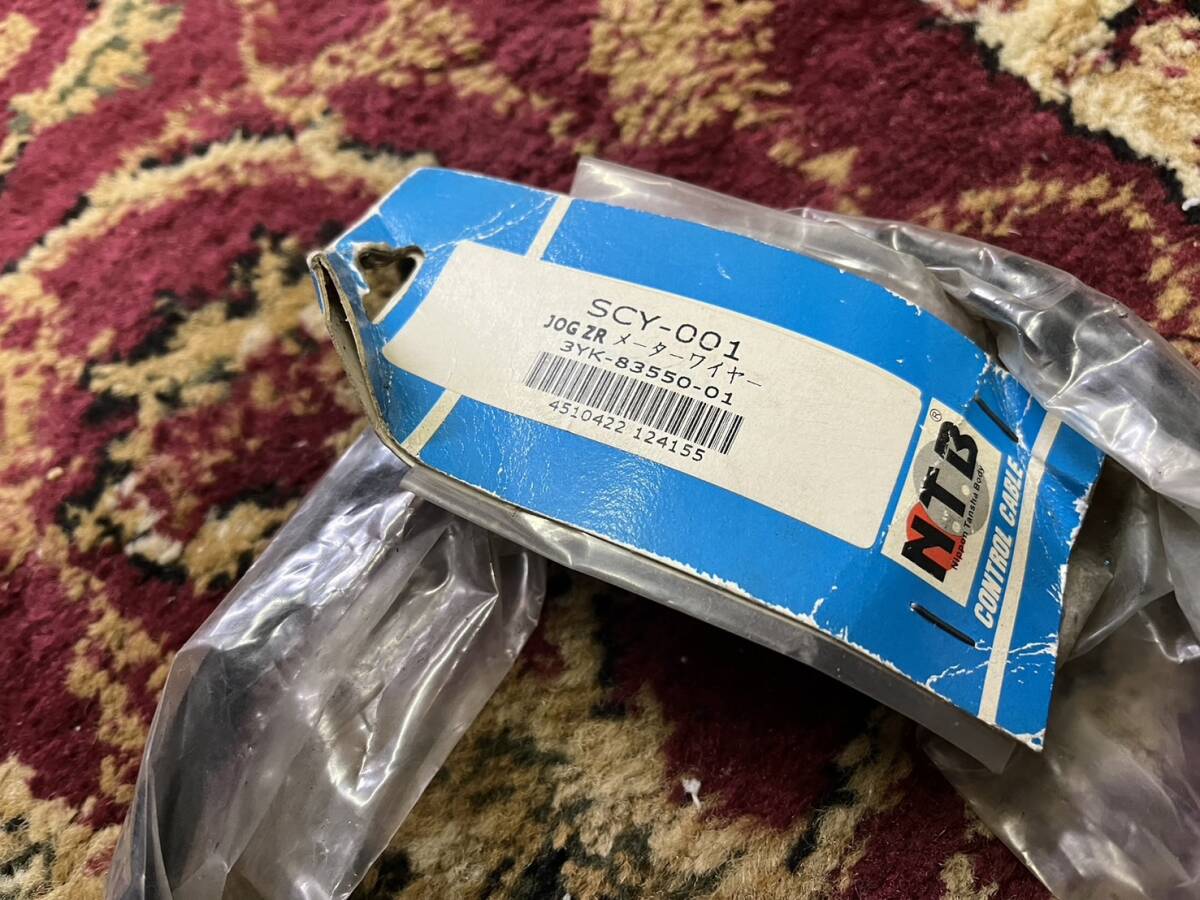 SCY-001
JOG ZR メーターワイヤー
3YK-83550-01
4510422 124155
N.T.B®
Nippon Tansha Body
CONTROL CABLE